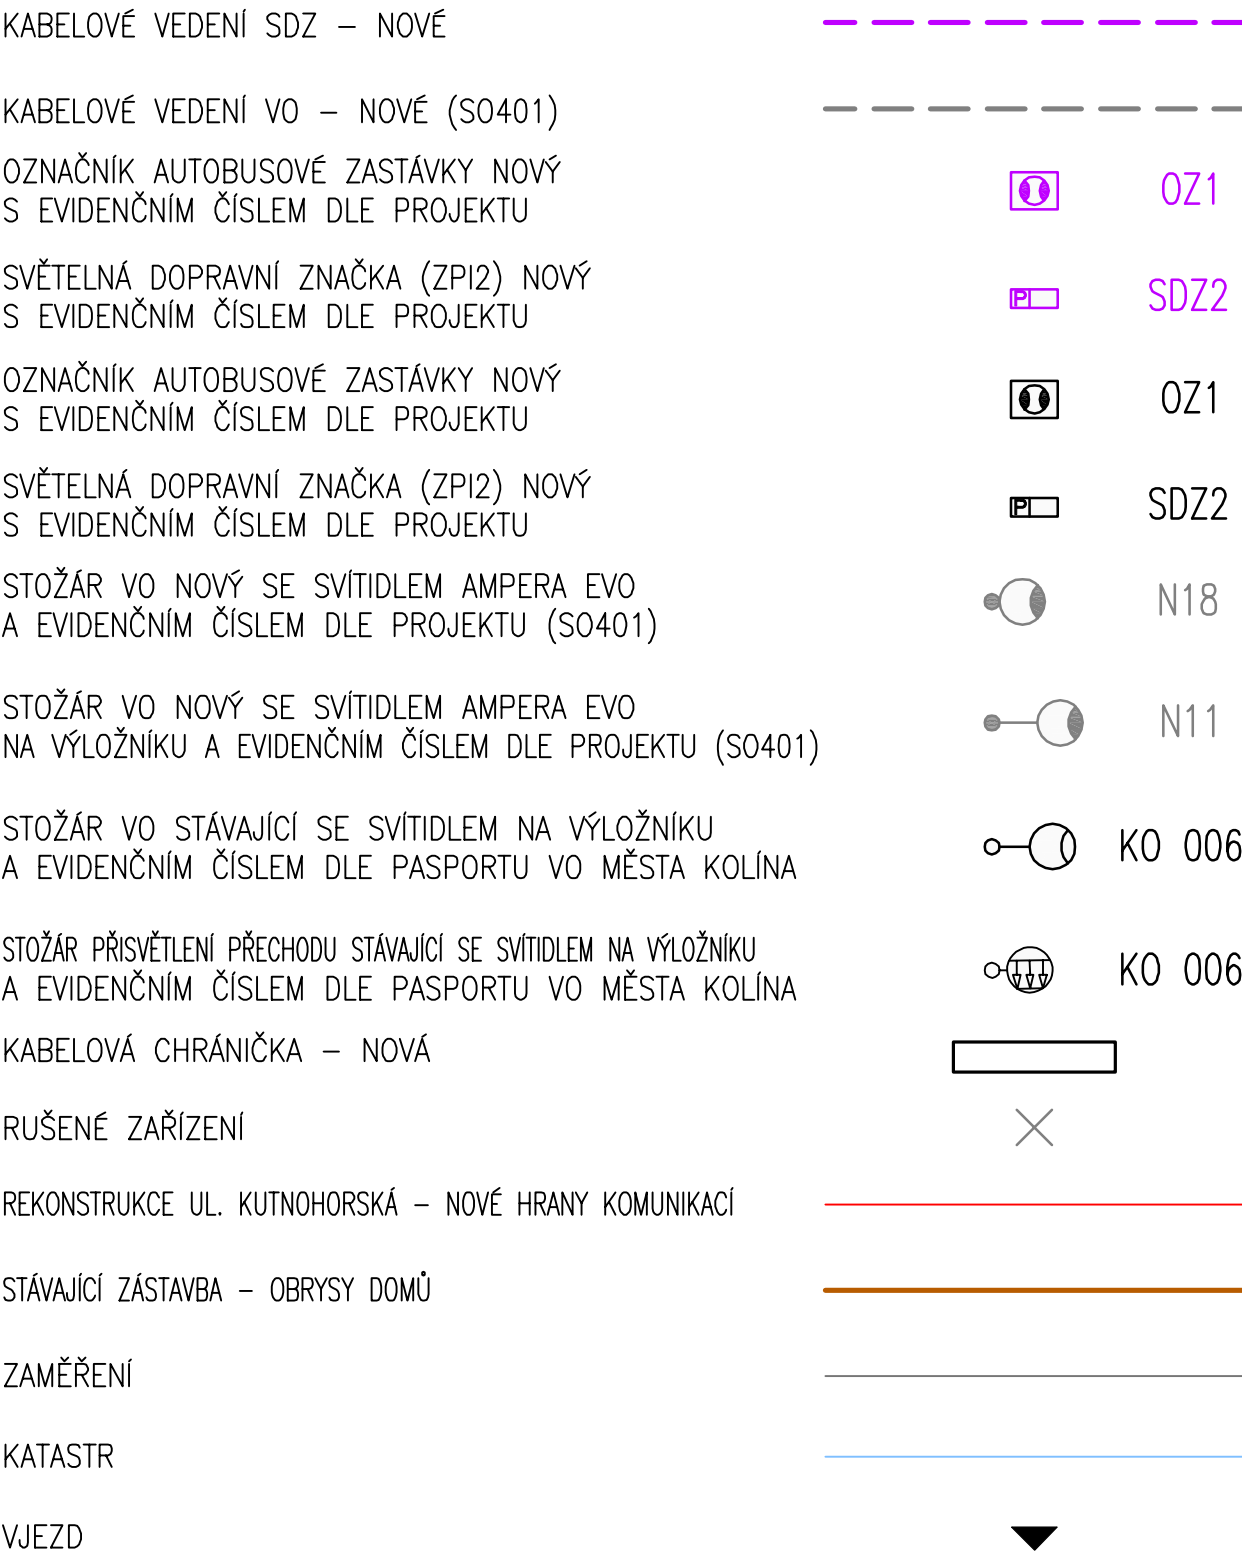 KABELOVÉ VEDENÍ SDZ – NOVÉ
KABELOVÉ VEDENÍ VO – NOVÉ (SO401)
OZNAČNÍK AUTOBUSOVÉ ZASTÁVKY NOVÝ
S EVIDENČNÍM ČÍSLEM DLE PROJEKTU
OZ1
SVĚTELNÁ DOPRAVNÍ ZNAČKA (ZPI2) NOVÝ
S EVIDENČNÍM ČÍSLEM DLE PROJEKTU
P
SDZ2
OZNAČNÍK AUTOBUSOVÉ ZASTÁVKY NOVÝ
S EVIDENČNÍM ČÍSLEM DLE PROJEKTU
OZ1
SVĚTELNÁ DOPRAVNÍ ZNAČKA (ZPI2) NOVÝ
S EVIDENČNÍM ČÍSLEM DLE PROJEKTU
P
SDZ2
STOŽÁR VO NOVÝ SE SVÍTIDLEM AMPERA EVO
A EVIDENČNÍM ČÍSLEM DLE PROJEKTU (SO401)
N18
STOŽÁR VO NOVÝ SE SVÍTIDLEM AMPERA EVO
NA VÝLOŽNÍKU A EVIDENČNÍM ČÍSLEM DLE PROJEKTU (SO401)
N11
STOŽÁR VO STÁVAJÍCÍ SE SVÍTIDLEM NA VÝLOŽNÍKU
A EVIDENČNÍM ČÍSLEM DLE PASPORTU VO MĚSTA KOLÍNA
KO 006
STOŽÁR PŘISVĚTLENÍ PŘECHODU STÁVAJÍCÍ SE SVÍTIDLEM NA VÝLOŽNÍKU
A EVIDENČNÍM ČÍSLEM DLE PASPORTU VO MĚSTA KOLÍNA
KO 006
KABELOVÁ CHRÁNIČKA – NOVÁ
RUŠENÉ ZAŘÍZENÍ
REKONSTRUKCE UL. KUTNOHORSKÁ – NOVÉ HRANY KOMUNIKACÍ
STÁVAJÍCÍ ZÁSTAVBA – OBRYSY DOMŮ
ZAMĚŘENÍ
KATASTR
VJEZD